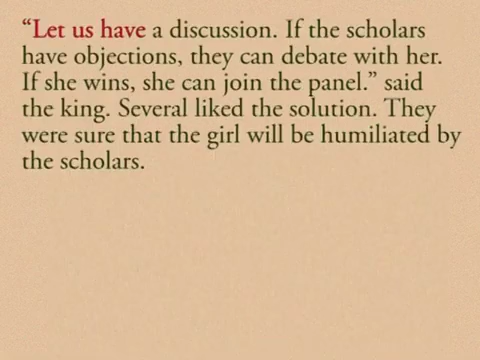 “Let us have a discussion. If the scholars
have objections, they can debate with her.
If she wins, she can join the panel.” said
the king. Several liked the solution. They
were sure that the girl will be humiliated by
the scholars.